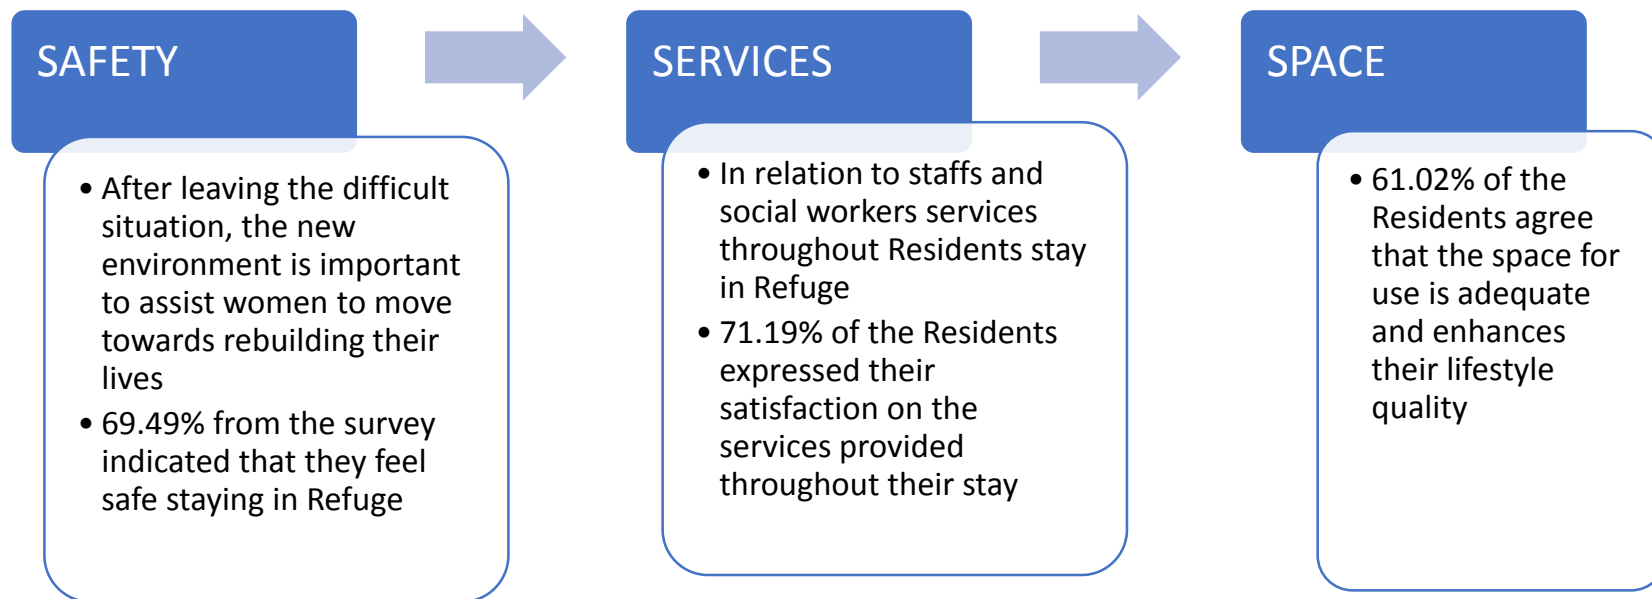 SAFETY
• After leaving the difficult
situation, the new
environment is important
to assist women to move
towards rebuilding their
lives
• 69.49% from the survey
indicated that they feel
safe staying in Refuge
SERVICES
• In relation to staffs and
social workers services
throughout Residents stay
in Refuge
• 71.19% of the Residents
expressed their
satisfaction on the
services provided
throughout their stay
SPACE
• 61.02% of the
Residents agree
that the space for
use is adequate
and enhances
their lifestyle
quality